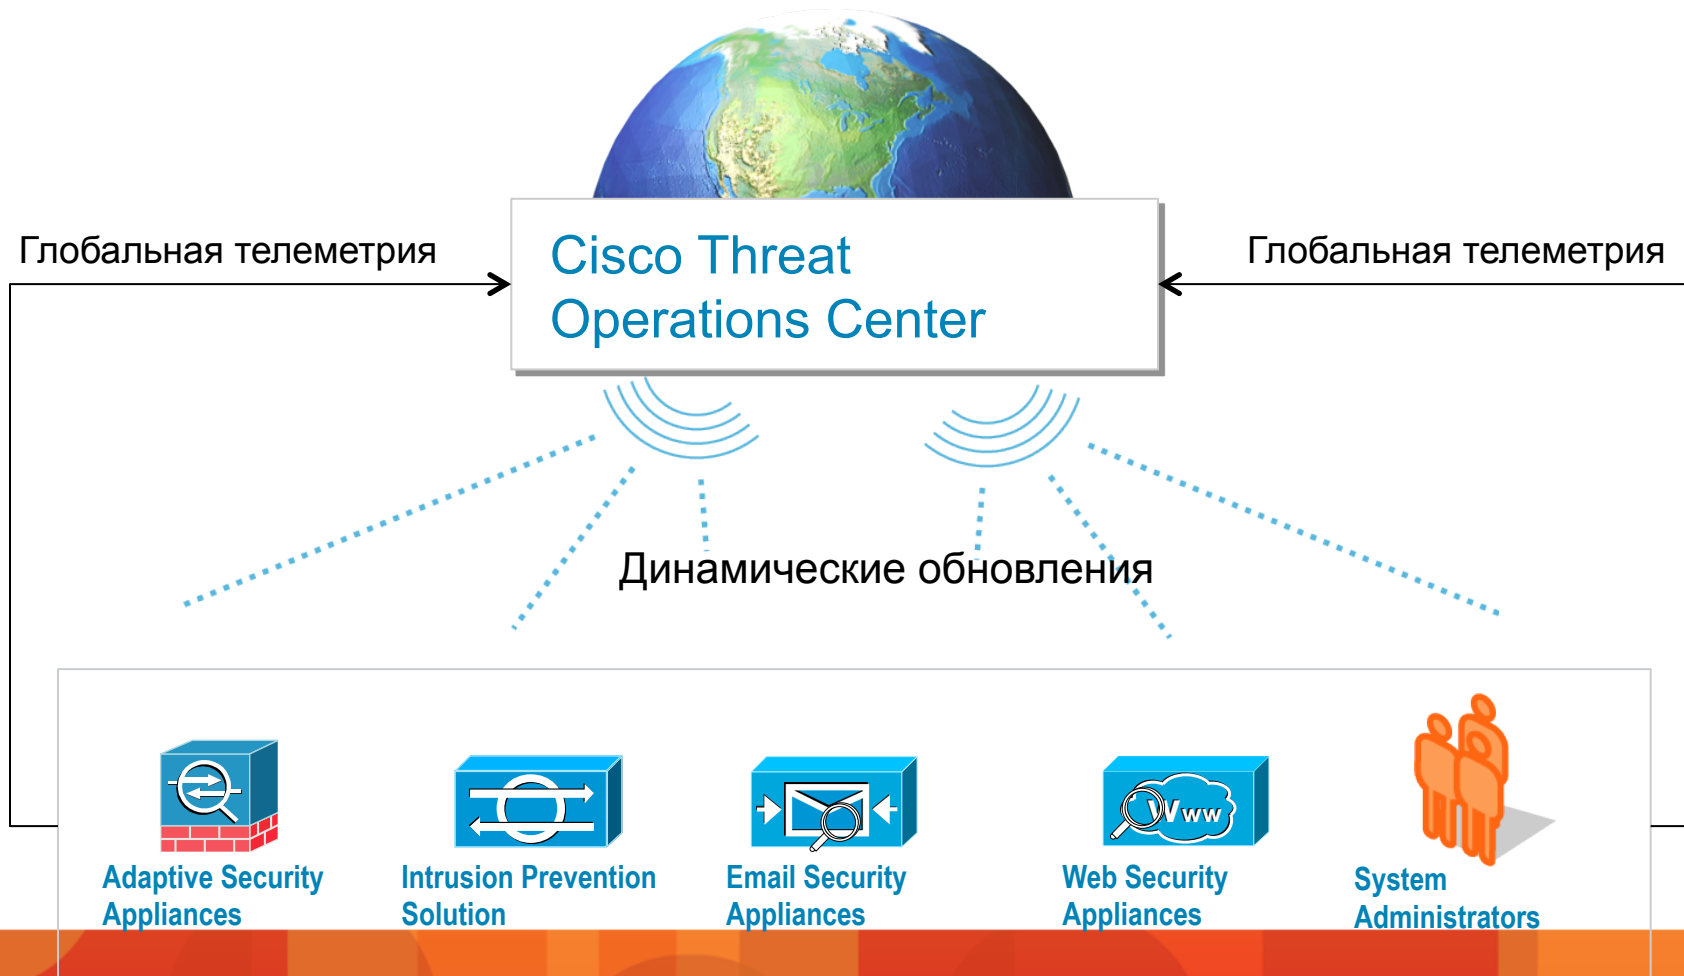 Глобальная телеметрия
Cisco Threat
Operations Center
Глобальная телеметрия
Динамические обновления
Adaptive Security
Appliances
Intrusion Prevention
Solution
Email Security
Appliances
Www
Web Security
Appliances
System
Administrators